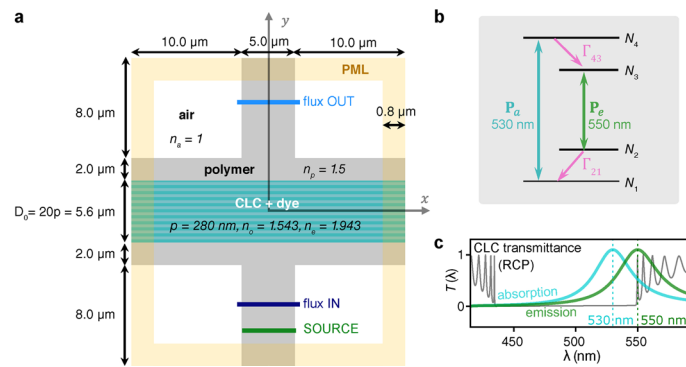 a
y
10.0 μm
5.0 μm
10.0 μm
PML
8.0 μm
flux OUT
air
n_a = 1
0.8 μm
2.0 μm
polymer
n_p = 1.5
x
D_0 = 20p = 5.6 μm
CLC + dye
p = 280 nm, n_o = 1.543, n_e = 1.943
2.0 μm
8.0 μm
flux IN
SOURCE
b
N_4
Γ_43
N_3
P_a
530 nm
P_e
550 nm
N_2
Γ_21
N_1
c
CLC transmittance
(RCP)
T(λ)
1
0
absorption
emission
530 nm
550 nm
450
500
550
λ (nm)